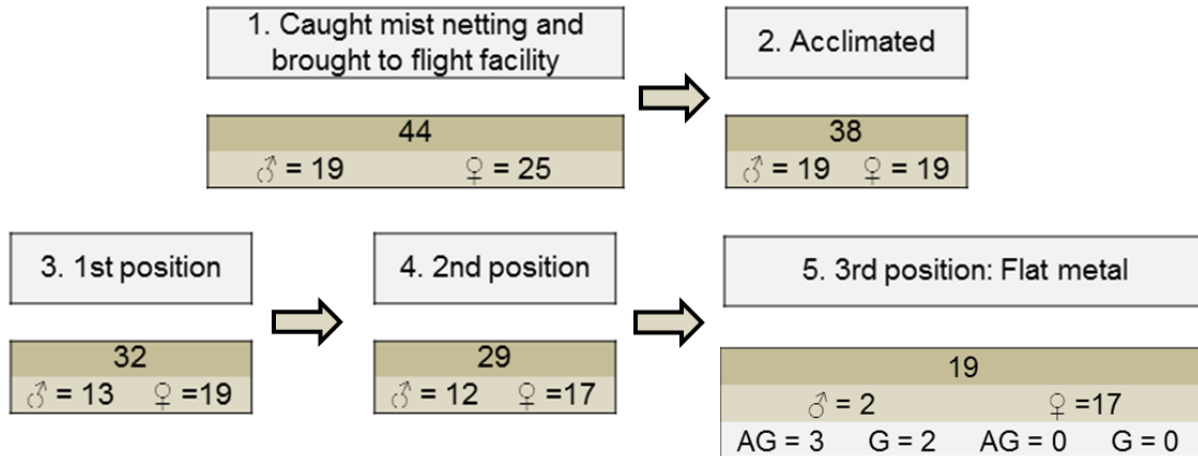 1. Caught mist netting and
brought to flight facility
2. Acclimated
44
♂ = 19 ♀ = 25
38
♂ = 19 ♀ = 19
3. 1st position
4. 2nd position
5. 3rd position: Flat metal
32
♂ = 13 ♀ =19
29
♂ = 12 ♀ =17
19
♂ = 2 ♀ =17
AG = 3 G = 2 AG = 0 G = 0